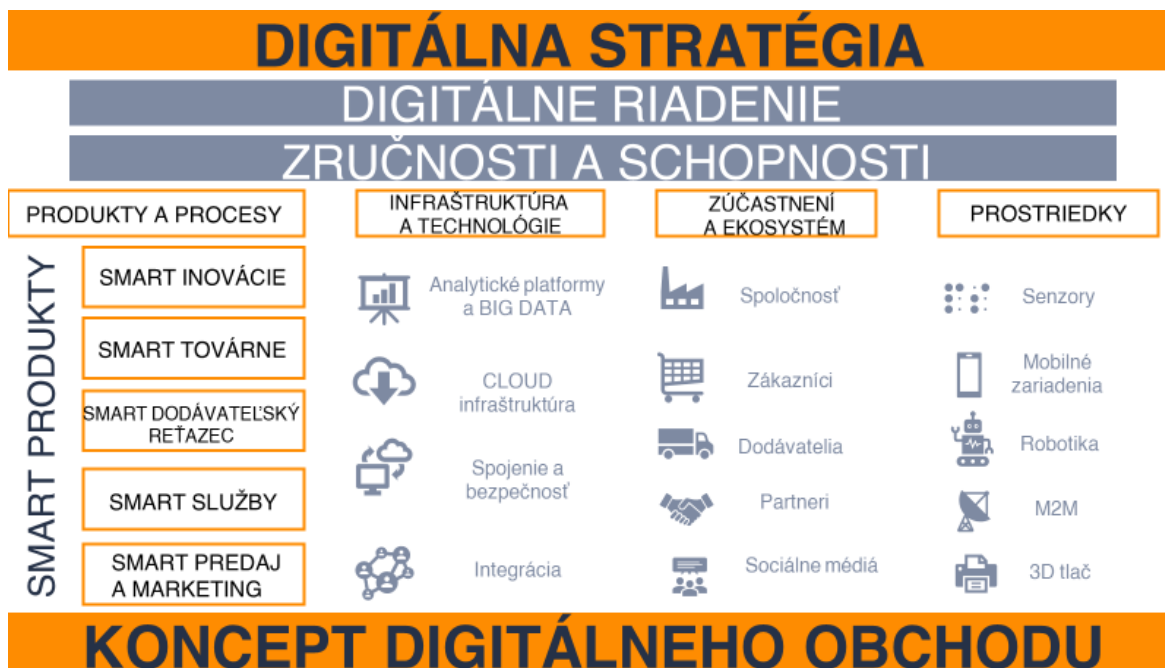 DIGITÁLNA STRATÉGIA
DIGITÁLNE RIADENIE
ZRUČNOSTI A SCHOPNOSTI
PRODUKTY A PROCESY
SMART PRODUKTY
SMART INOVÁCIE
SMART TOVÁRNE
SMART DODÁVATEĽSKÝ
REŤAZEC
SMART SLUŽBY
SMART PREDAJ
A MARKETING
INFRAŠTRUKTÚRA
A TECHNOLÓGIE
Analytické platformy
a BIG DATA
CLOUD
infraštruktúra
Spojenie a
bezpečnosť
Integrácia
ZÚČASTNENÍ
A EKOSYSTÉM
Spoločnosť
Zákazníci
Dodávatelia
Partneri
Sociálne médiá
PROSTRIEDKY
Senzory
Mobilné
zariadenia
Robotika
M2M
3D tlač
KONCEPT DIGITÁLNEHO OBCHODU